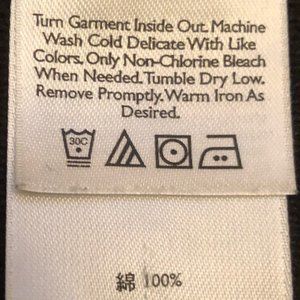 Turn Garment Inside Out. Machine
Wash Cold Delicate With Like
Colors. Only Non-Chlorine Bleach
When Needed. Tumble Dry Low.
Remove Promptly. Warm Iron As
Desired.
30C
綿 100%